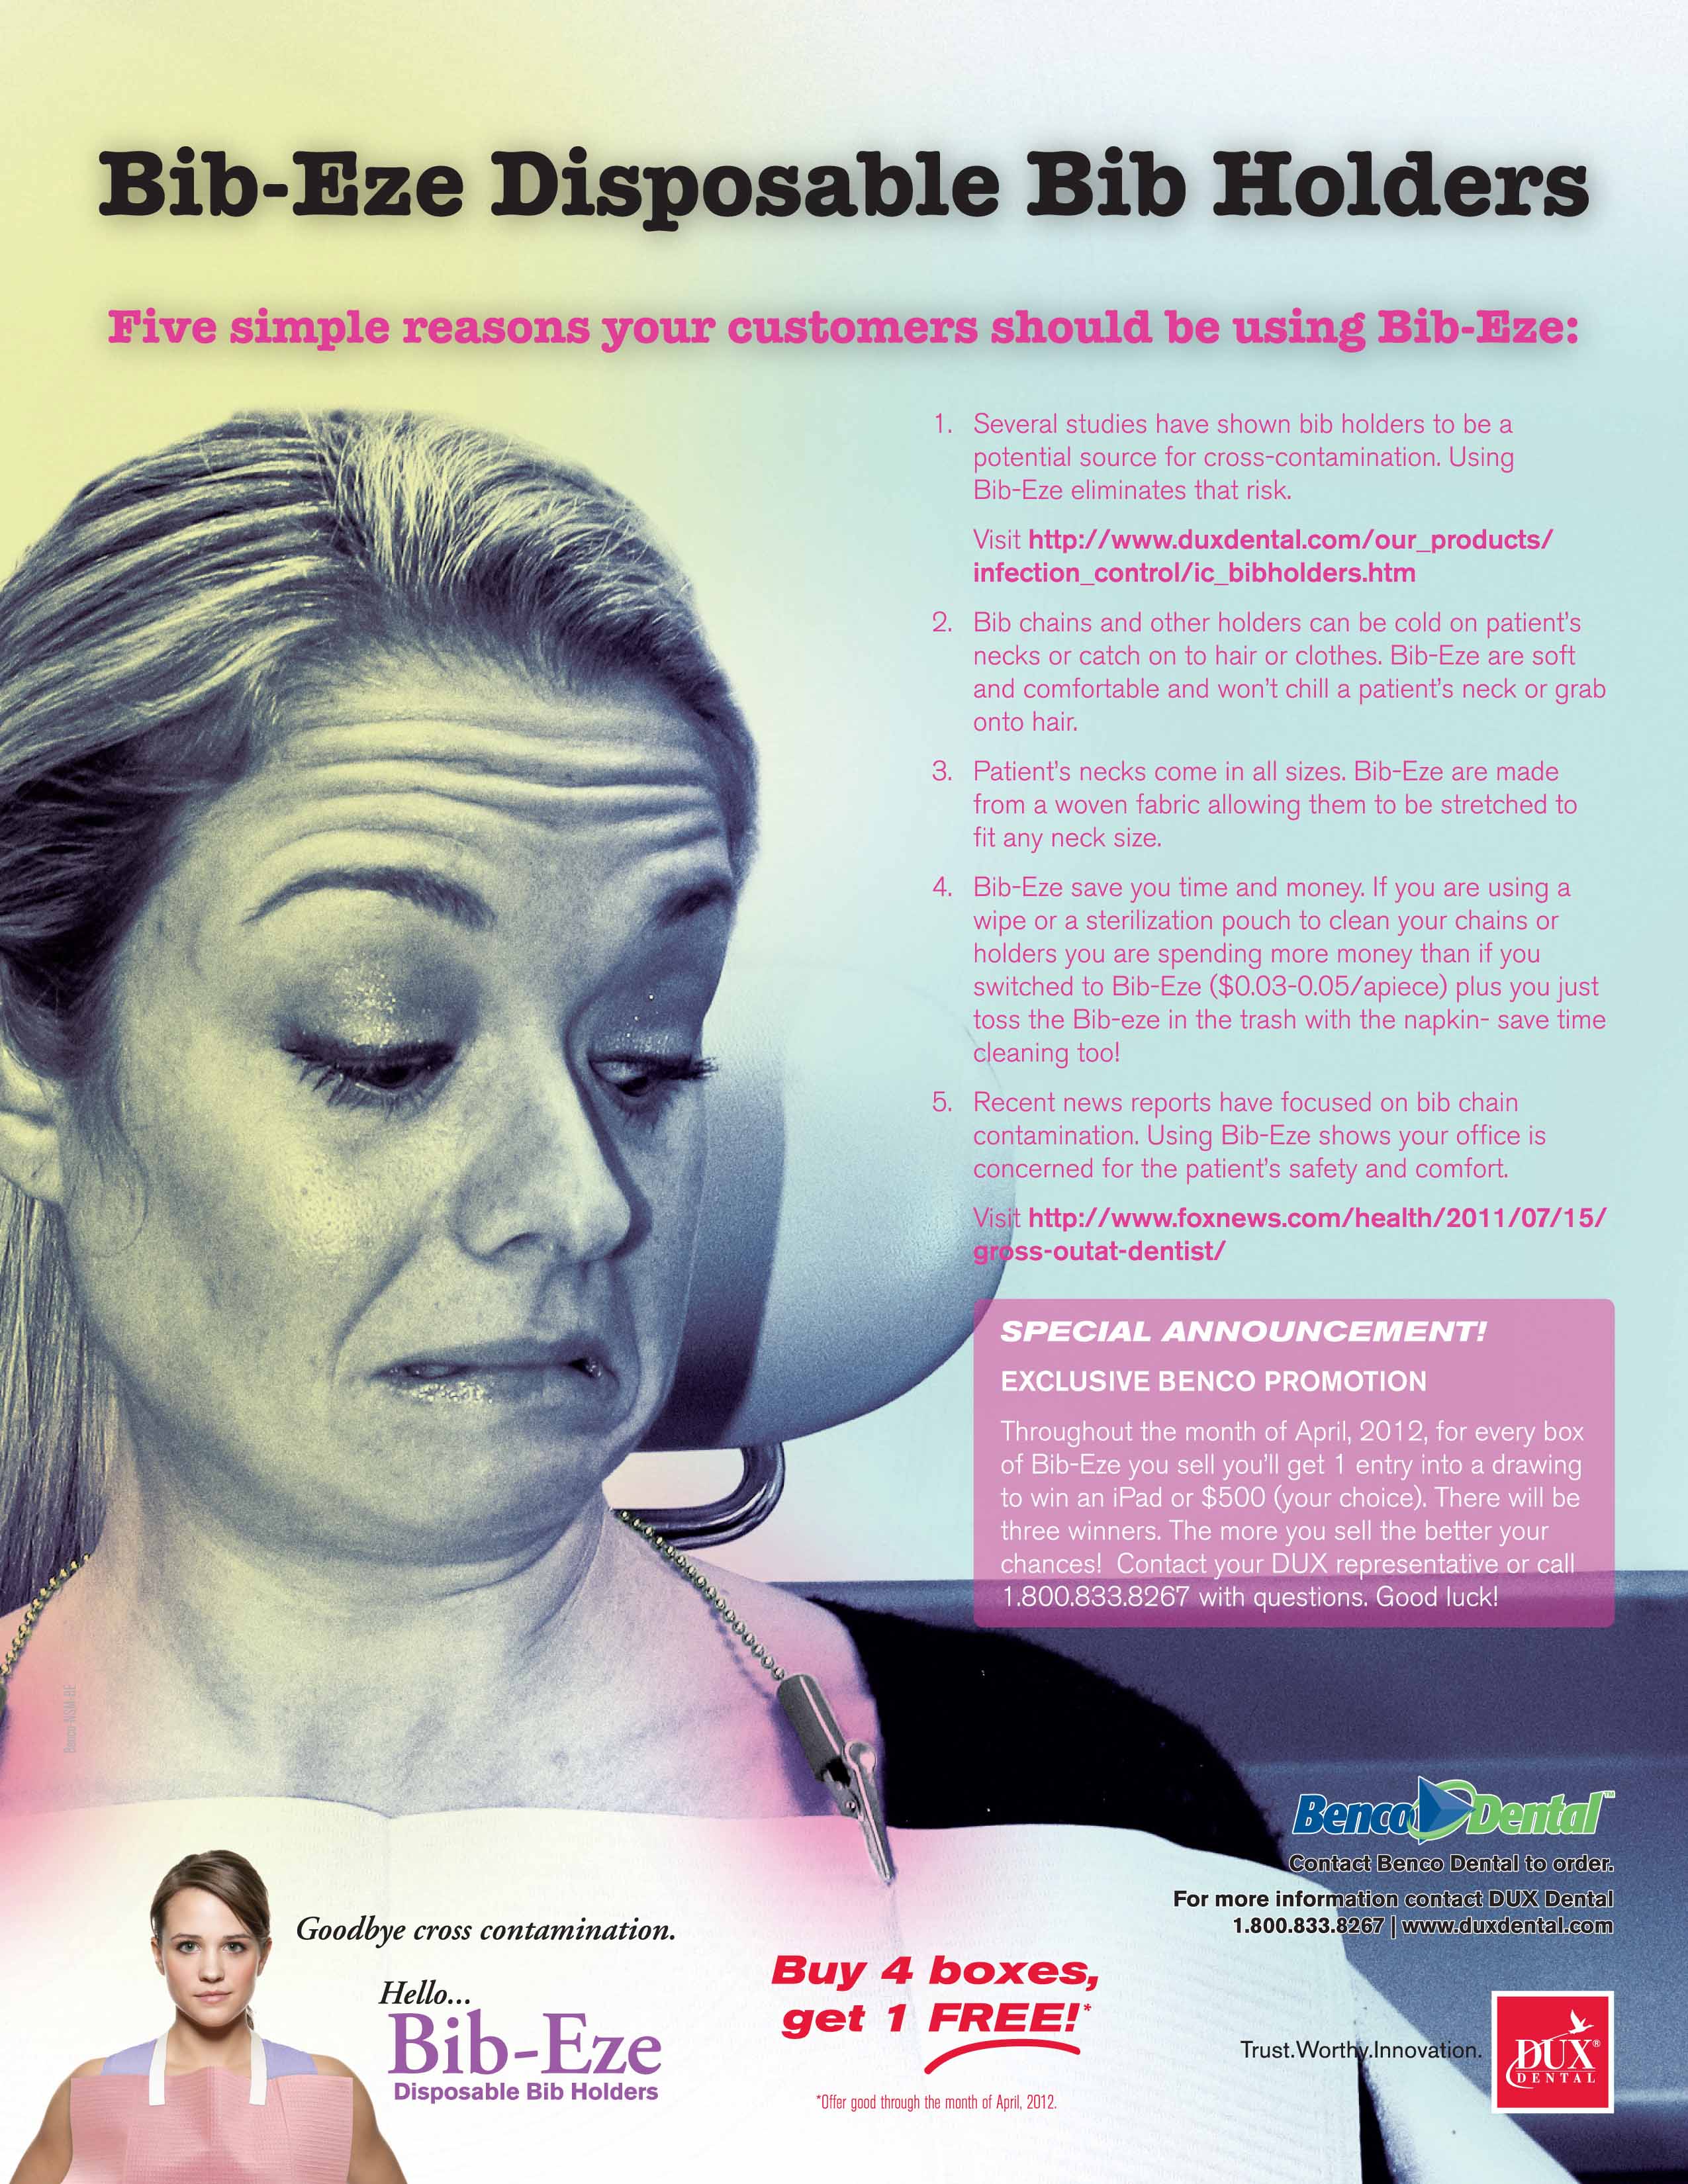 Bib-Eze Disposable Bib Holders
Five simple reasons your customers should be using Bib-Eze:
1. Several studies have shown bib holders to be a
potential source for cross-contamination. Using
Bib-Eze eliminates that risk.
Visit http://www.duxdental.com/our_products/
infection_control/ic_bibholders.htm
2. Bib chains and other holders can be cold on patient's
necks or catch on to hair or clothes. Bib-Eze are soft
and comfortable and won't chill a patient's neck or grab
onto hair.
3. Patient's necks come in all sizes. Bib-Eze are made
from a woven fabric allowing them to be stretched to
fit any neck size.
4. Bib-Eze save you time and money. If you are using a
wipe or a sterilization pouch to clean your chains or
holders you are spending more money than if you
switched to Bib-Eze ($0.03-0.05/apiece) plus you just
toss the Bib-eze in the trash with the napkin- save time
cleaning too!
5. Recent news reports have focused on bib chain
contamination. Using Bib-Eze shows your office is
concerned for the patient's safety and comfort.
Visit http://www.foxnews.com/health/2011/07/15/
gross-outat-dentist/
SPECIAL ANNOUNCEMENT!
EXCLUSIVE BENCO PROMOTION
Throughout the month of April, 2012, for every box
of Bib-Eze you sell you'll get 1 entry into a drawing
to win an iPad or $500 (your choice). There will be
three winners. The more you sell the better your
chances! Contact your DUX representative or call
1.800.833.8267 with questions. Good luck!
Benco-NSM-BE
Benco Dental™
Contact Benco Dental to order.
For more information contact DUX Dental
1.800.833.8267 | www.duxdental.com
Goodbye cross contamination.
Hello...
Bib-Eze
Disposable Bib Holders
Buy 4 boxes,
get 1 FREE!*
*Offer good through the month of April, 2012.
Trust.Worthy.Innovation.
DUX®
DENTAL